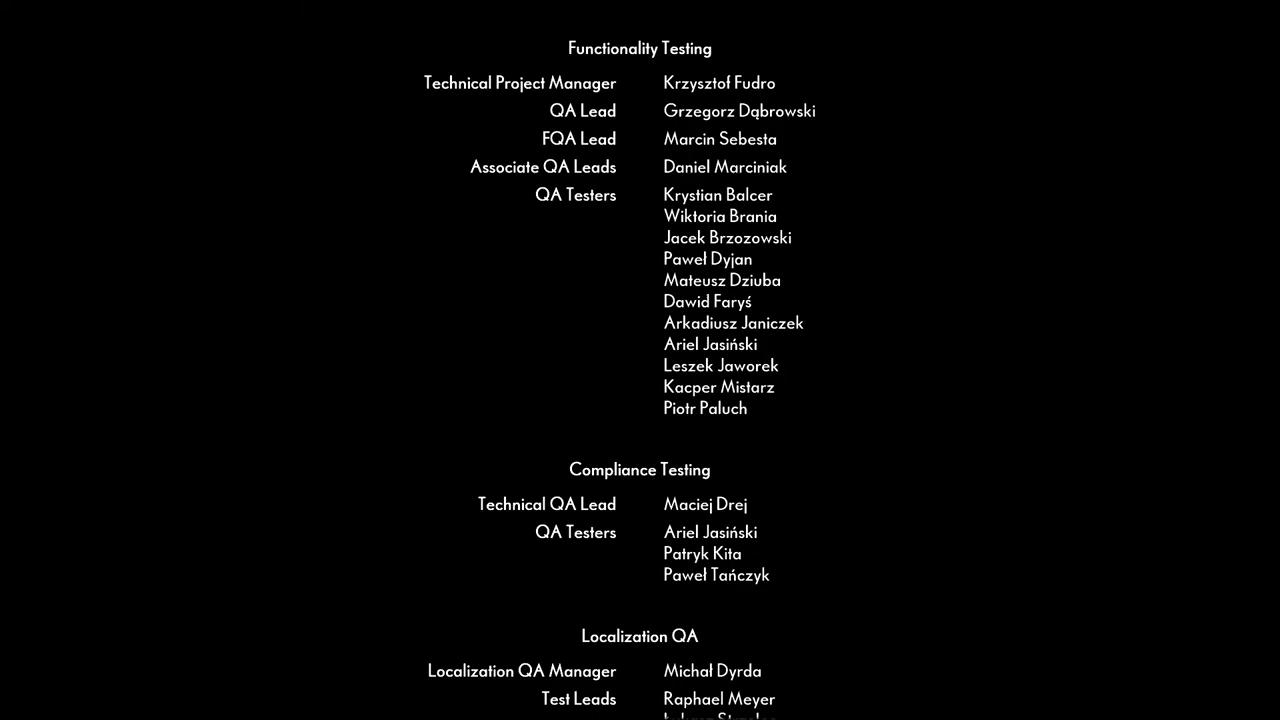 Functionality Testing
Technical Project Manager Krzysztof Fudro
QA Lead Grzegorz Dąbrowski
FQA Lead Marcin Sebesta
Associate QA Leads Daniel Marciniak
QA Testers Krystian Balcer
Wiktoria Brania
Jacek Brzozowski
Paweł Dyjan
Mateusz Dziuba
Dawid Faryś
Arkadiusz Janiczek
Ariel Jasiński
Leszek Jaworek
Kacper Mistarz
Piotr Paluch
Compliance Testing
Technical QA Lead Maciej Drej
QA Testers Ariel Jasiński
Patryk Kita
Paweł Tańczyk
Localization QA
Localization QA Manager Michał Dyrda
Test Leads Raphael Meyer